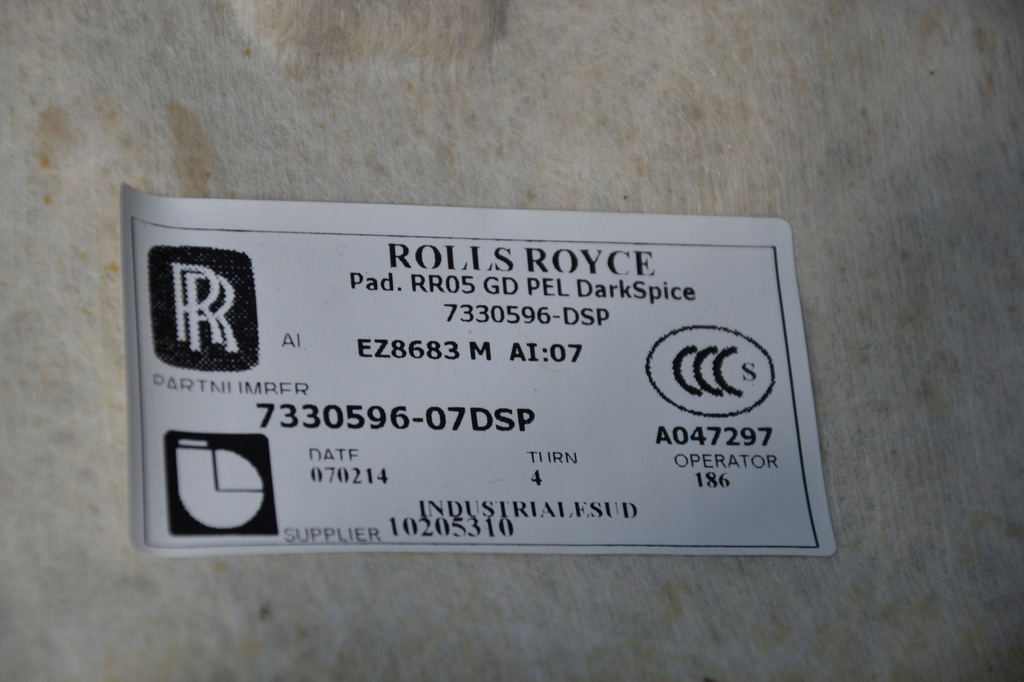 ROLLS ROYCE
Pad. RR05 GD PEL DarkSpice
7330596-DSP
RR
AI
EZ8683 M AI:07
CCC S
PARTNUMBER
7330596-07DSP
A047297
DATE
TURN
OPERATOR
070214
4
186
INDUSTRIALESUD
SUPPLIER 10205310